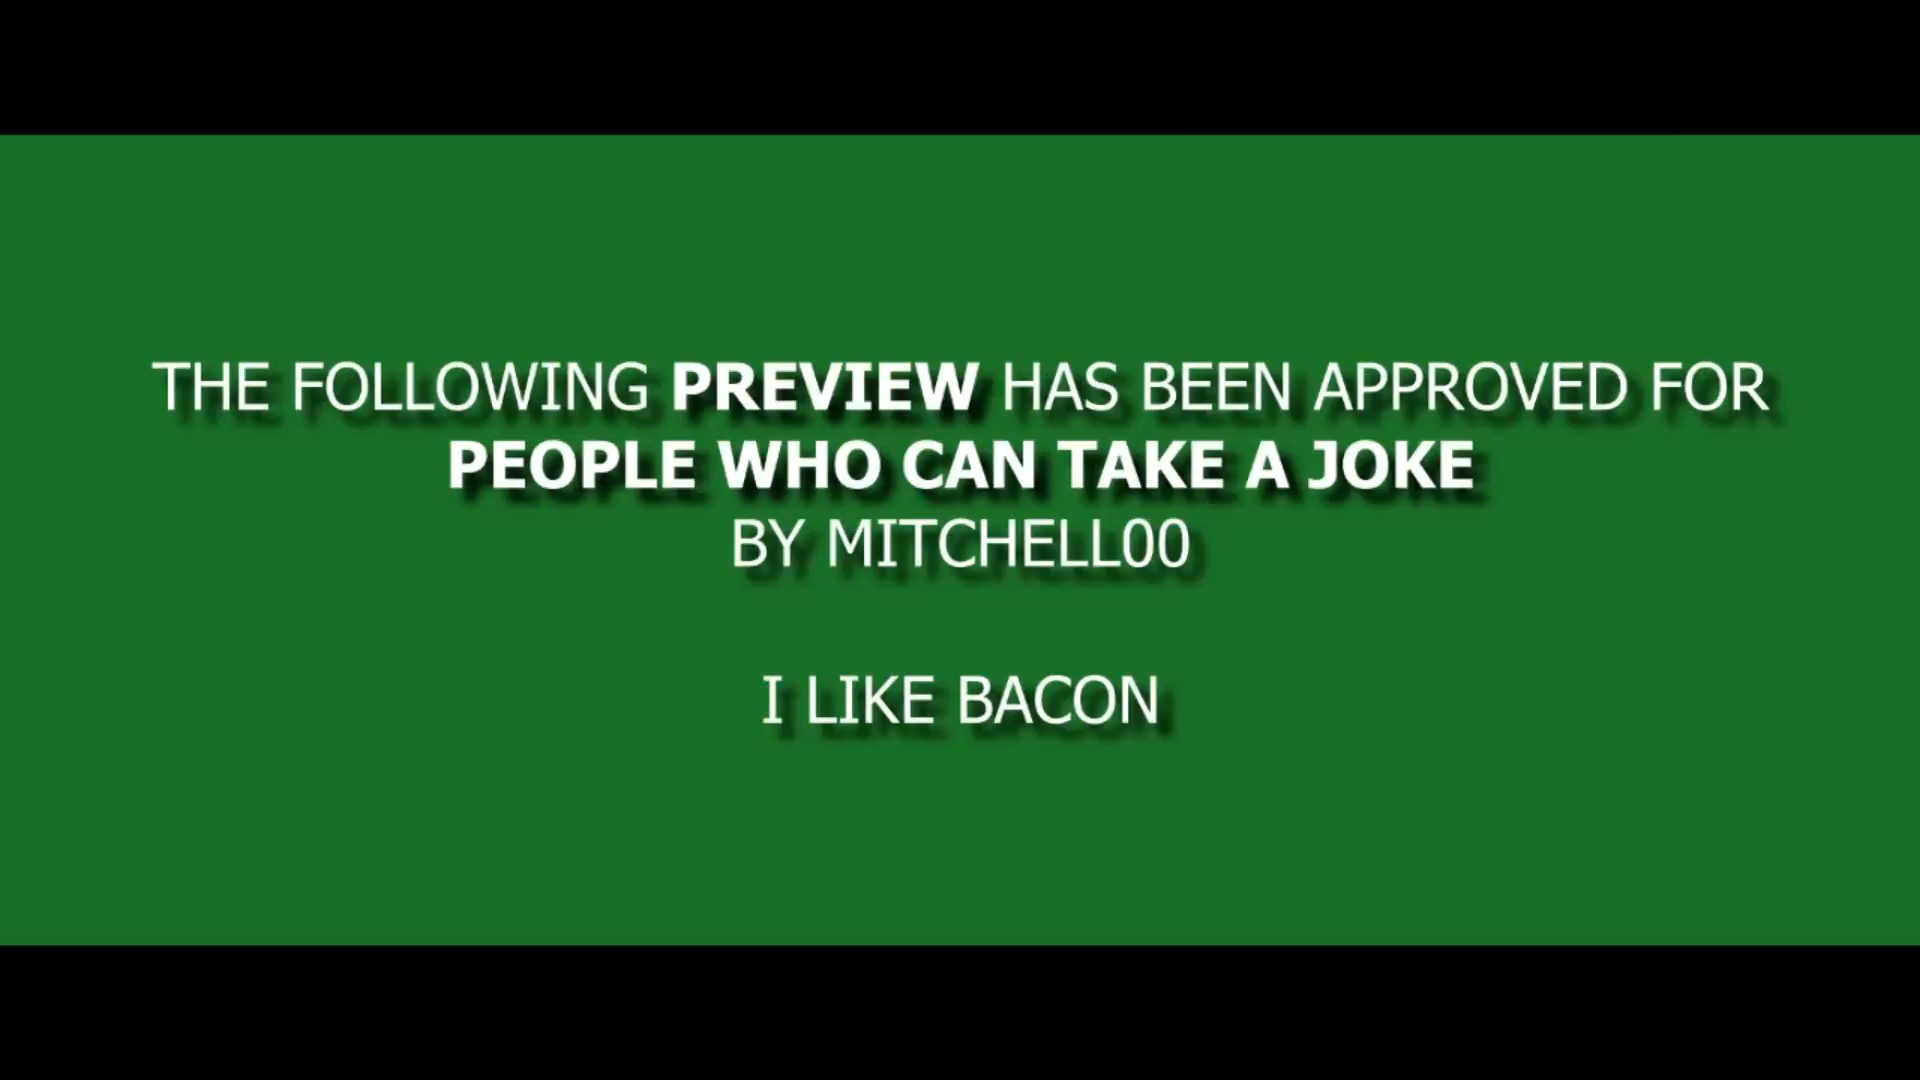 THE FOLLOWING PREVIEW HAS BEEN APPROVED FOR
PEOPLE WHO CAN TAKE A JOKE
BY MITCHELL00
I LIKE BACON